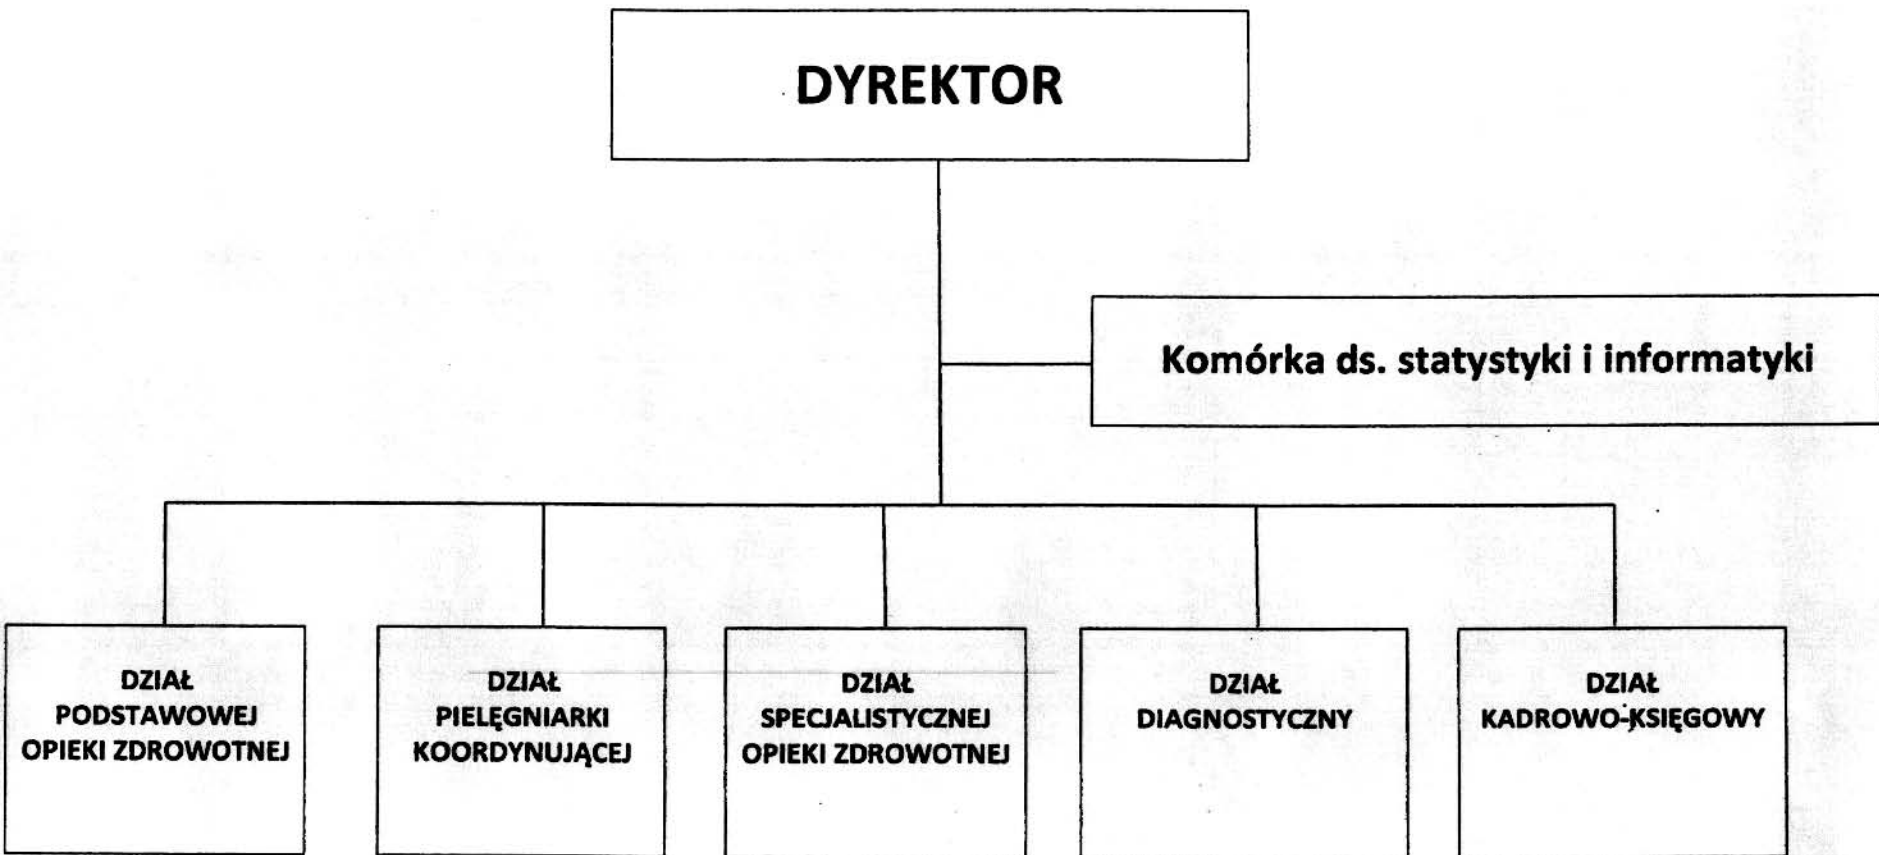 DYREKTOR
Komórka ds. statystyki i informatyki
DZIAŁ
PODSTAWOWEJ
OPIEKI ZDROWOTNEJ
DZIAŁ
PIELĘGNIARKI
KOORDYNUJĄCEJ
DZIAŁ
SPECJALISTYCZNEJ
OPIEKI ZDROWOTNEJ
DZIAŁ
DIAGNOSTYCZNY
DZIAŁ
KADROWO-KSIĘGOWY